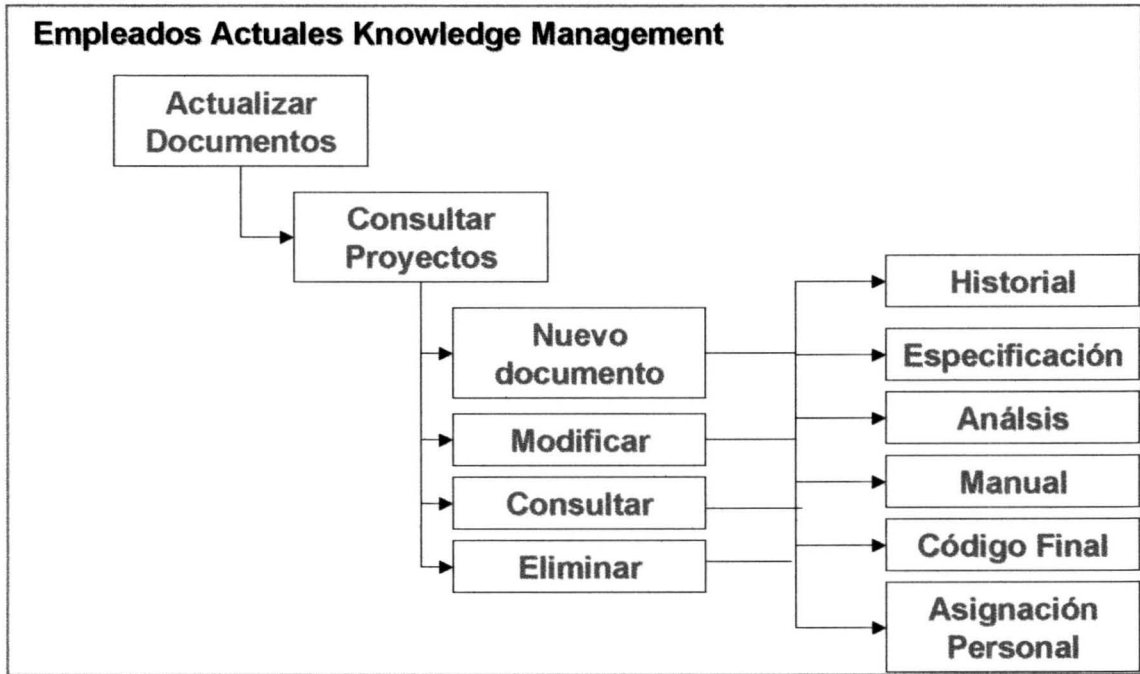 Empleados Actuales Knowledge Management
Actualizar
Documentos
Consultar
Proyectos
Nuevo
documento
Modificar
Consultar
Eliminar
Historial
Especificación
Análsis
Manual
Código Final
Asignación
Personal